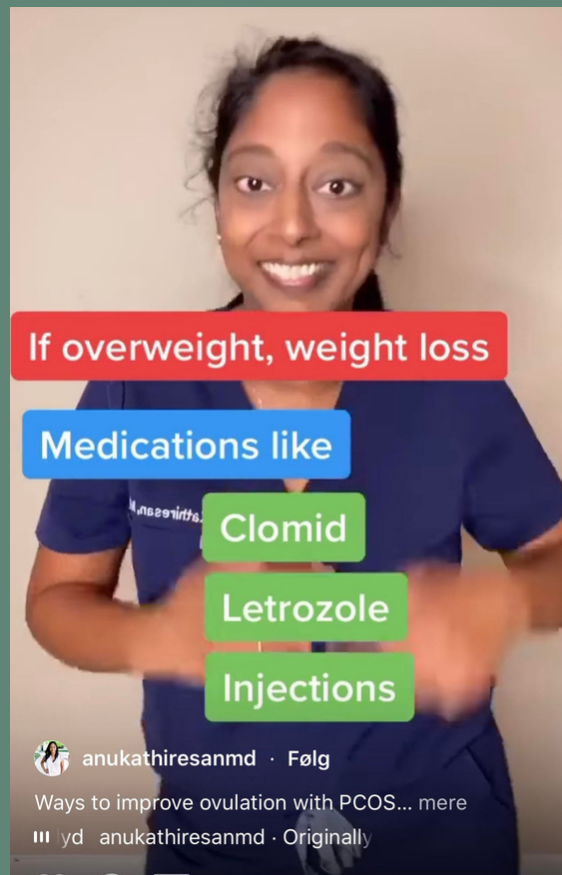 If overweight, weight loss
Medications like
Clomid
Letrozole
Injections
anukathiresanmd · Følg
Ways to improve ovulation with PCOS... mere
lyd anukathiresanmd · Originally